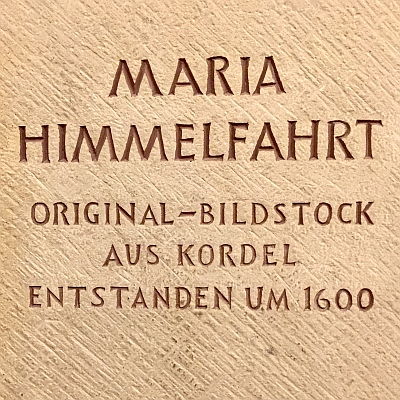 MARIA
HIMMELFAHRT
ORIGINAL-BILDSTOCK
AUS KORDEL
ENTSTANDEN UM 1600